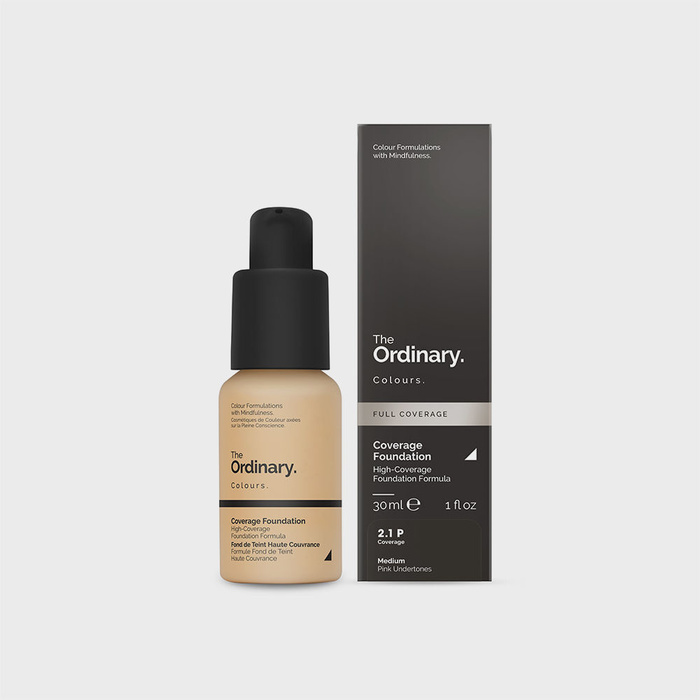 Colour Formulations
with Mindfulness.
Cosmétiques de Couleur axées
sur la Pleine Conscience.
The
Ordinary.
Colours.
Coverage Foundation
High-Coverage
Foundation Formula
Fond de Teint Haute Couvrance
Formule Fond de Teint
Haute Couvrance
Colour Formulations
with Mindfulness.
The
Ordinary.
Colours.
FULL COVERAGE
Coverage
Foundation
High-Coverage
Foundation Formula
30 ml ℮ 1 fl oz
2.1 P
Coverage
Medium
Pink Undertones